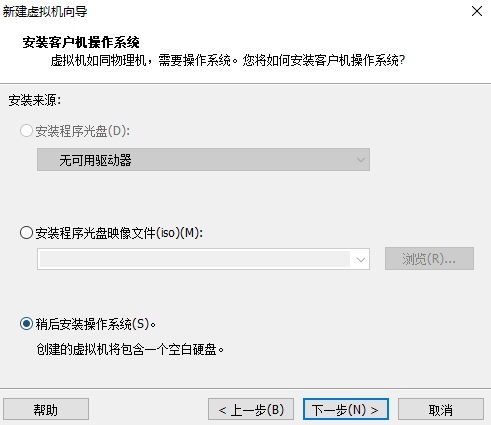 新建虚拟机向导
安装客户机操作系统
虚拟机如同物理机，需要操作系统。您将如何安装客户机操作系统?
安装来源:
安装程序光盘(D):
无可用驱动器
安装程序光盘映像文件(iso)(M):
浏览(R)...
稍后安装操作系统(S)。
创建的虚拟机将包含一个空白硬盘。
帮助
< 上一步(B)
下一步(N) >
取消